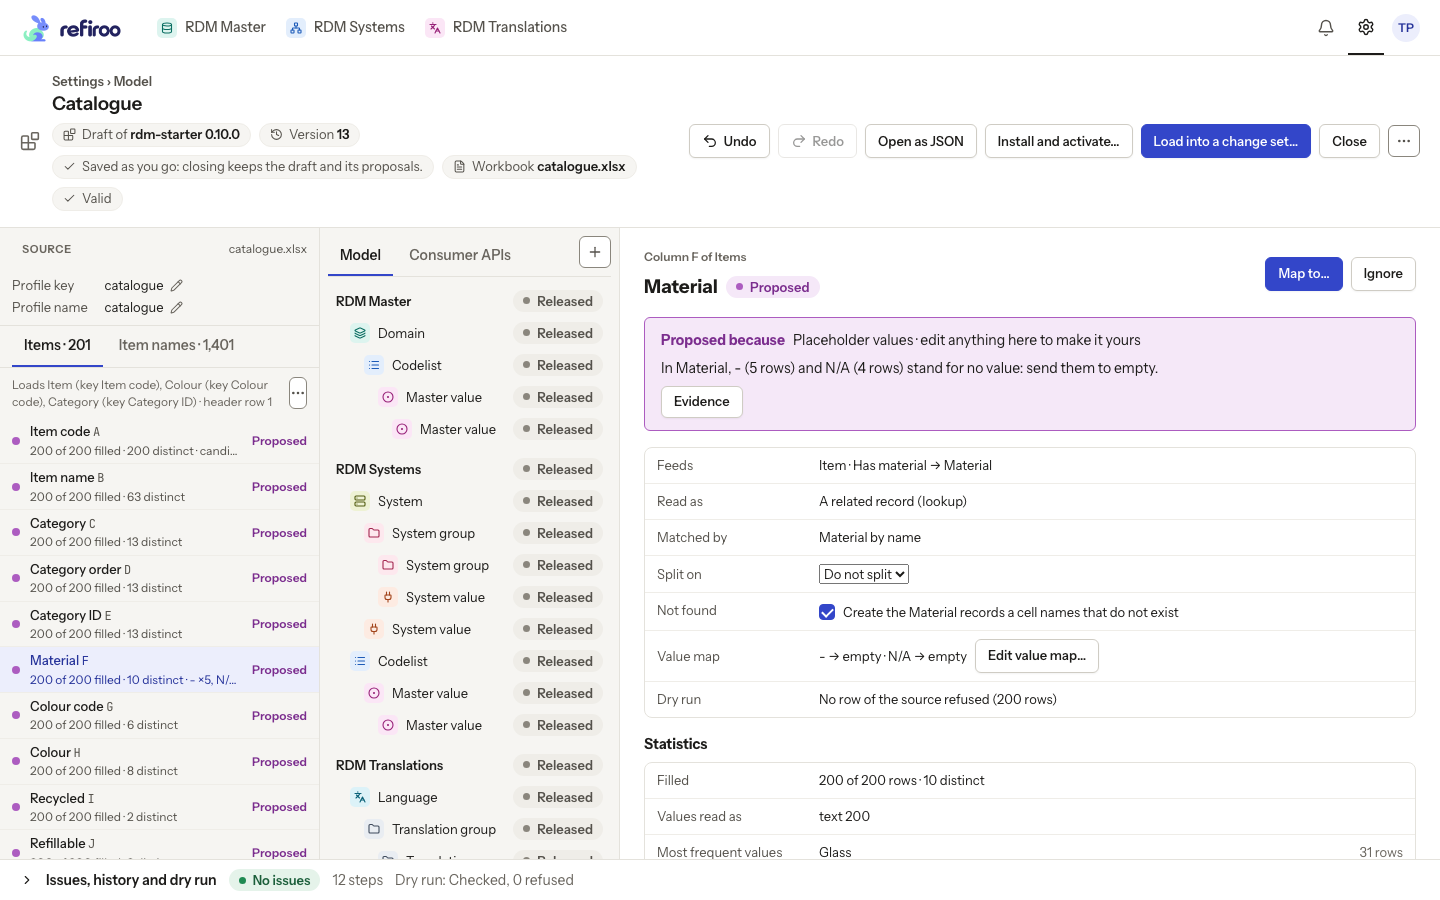 refiroo
RDM Master
RDM Systems
RDM Translations
TP
Settings › Model
Catalogue
Draft of rdm-starter 0.10.0
Version 13
Saved as you go: closing keeps the draft and its proposals.
Workbook catalogue.xlsx
Valid
Undo
Redo
Open as JSON
Install and activate...
Load into a change set...
Close
SOURCE
catalogue.xlsx
Profile key catalogue
Profile name catalogue
Items · 201
Item names · 1,401
Loads Item (key Item code), Colour (key Colour
code), Category (key Category ID) · header row 1
Item code A
200 of 200 filled · 200 distinct · candi...
Proposed
Item name B
200 of 200 filled · 63 distinct
Proposed
Category C
200 of 200 filled · 13 distinct
Proposed
Category order D
200 of 200 filled · 13 distinct
Proposed
Category ID E
200 of 200 filled · 13 distinct
Proposed
Material F
200 of 200 filled · 10 distinct · - ×5, N/...
Proposed
Colour code G
200 of 200 filled · 6 distinct
Proposed
Colour H
200 of 200 filled · 8 distinct
Proposed
Recycled I
200 of 200 filled · 2 distinct
Proposed
Refillable J
Proposed
Model
Consumer APIs
RDM Master Released
Domain Released
Codelist Released
Master value Released
Master value Released
RDM Systems Released
System Released
System group Released
System group Released
System value Released
System value Released
Codelist Released
Master value Released
Master value Released
RDM Translations Released
Language Released
Translation group Released
Column F of Items
Material
Proposed
Map to...
Ignore
Proposed because Placeholder values · edit anything here to make it yours
In Material, - (5 rows) and N/A (4 rows) stand for no value: send them to empty.
Evidence
Feeds Item · Has material → Material
Read as A related record (lookup)
Matched by Material by name
Split on Do not split
Not found Create the Material records a cell names that do not exist
Value map - → empty · N/A → empty Edit value map...
Dry run No row of the source refused (200 rows)
Statistics
Filled 200 of 200 rows · 10 distinct
Values read as text 200
Most frequent values Glass 31 rows
Issues, history and dry run
No issues
12 steps
Dry run: Checked, 0 refused